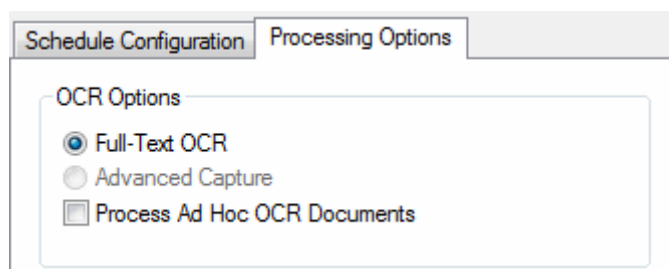 Schedule Configuration Processing Options
OCR Options
Full-Text OCR
Advanced Capture
Process Ad Hoc OCR Documents